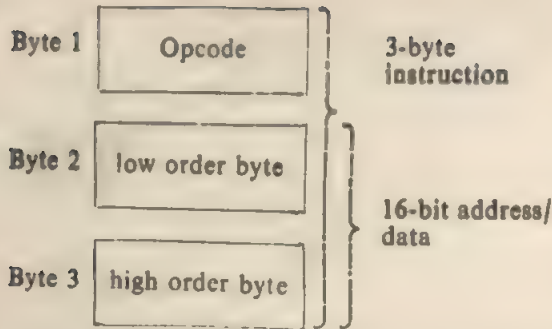 Byte 1
Opcode
3-byte
instruction
Byte 2
low order byte
16-bit address/
data
Byte 3
high order byte